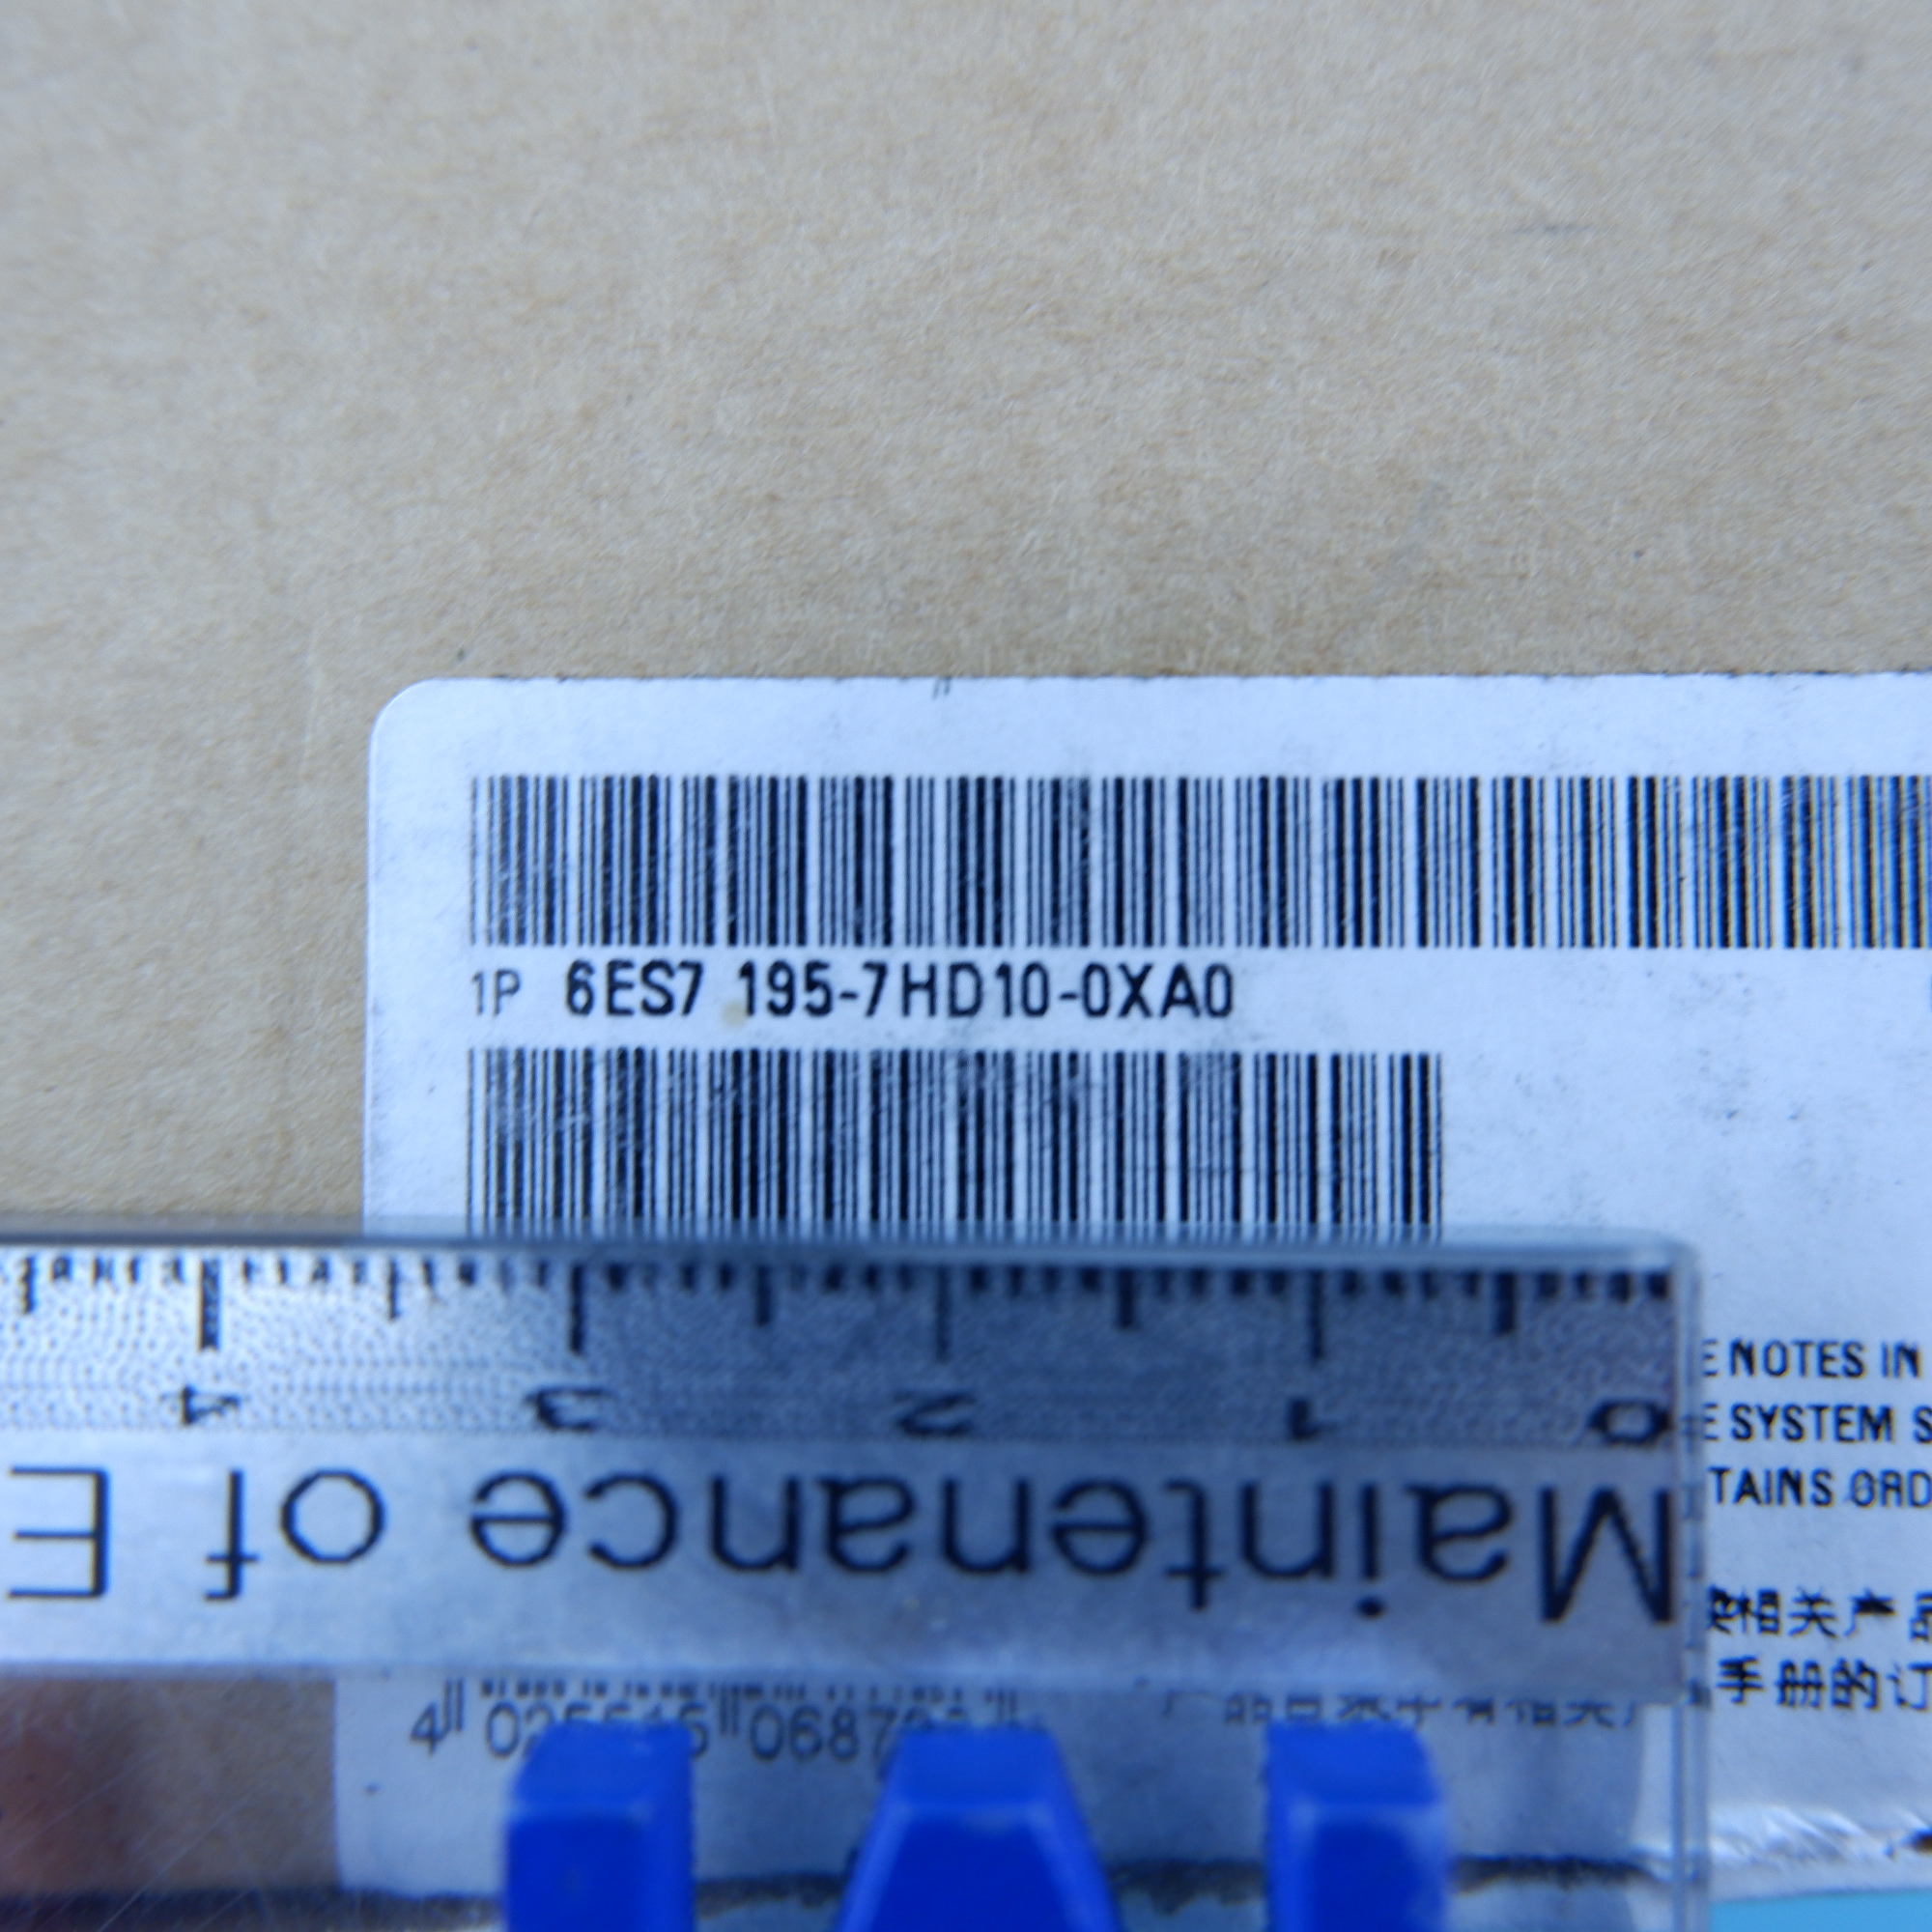 1P 6ES7 195-7HD10-0XA0
4 3 2 1 0
Maintenance of E
E NOTES IN
E SYSTEM S
TAINS ORD
相关产品
手册的订